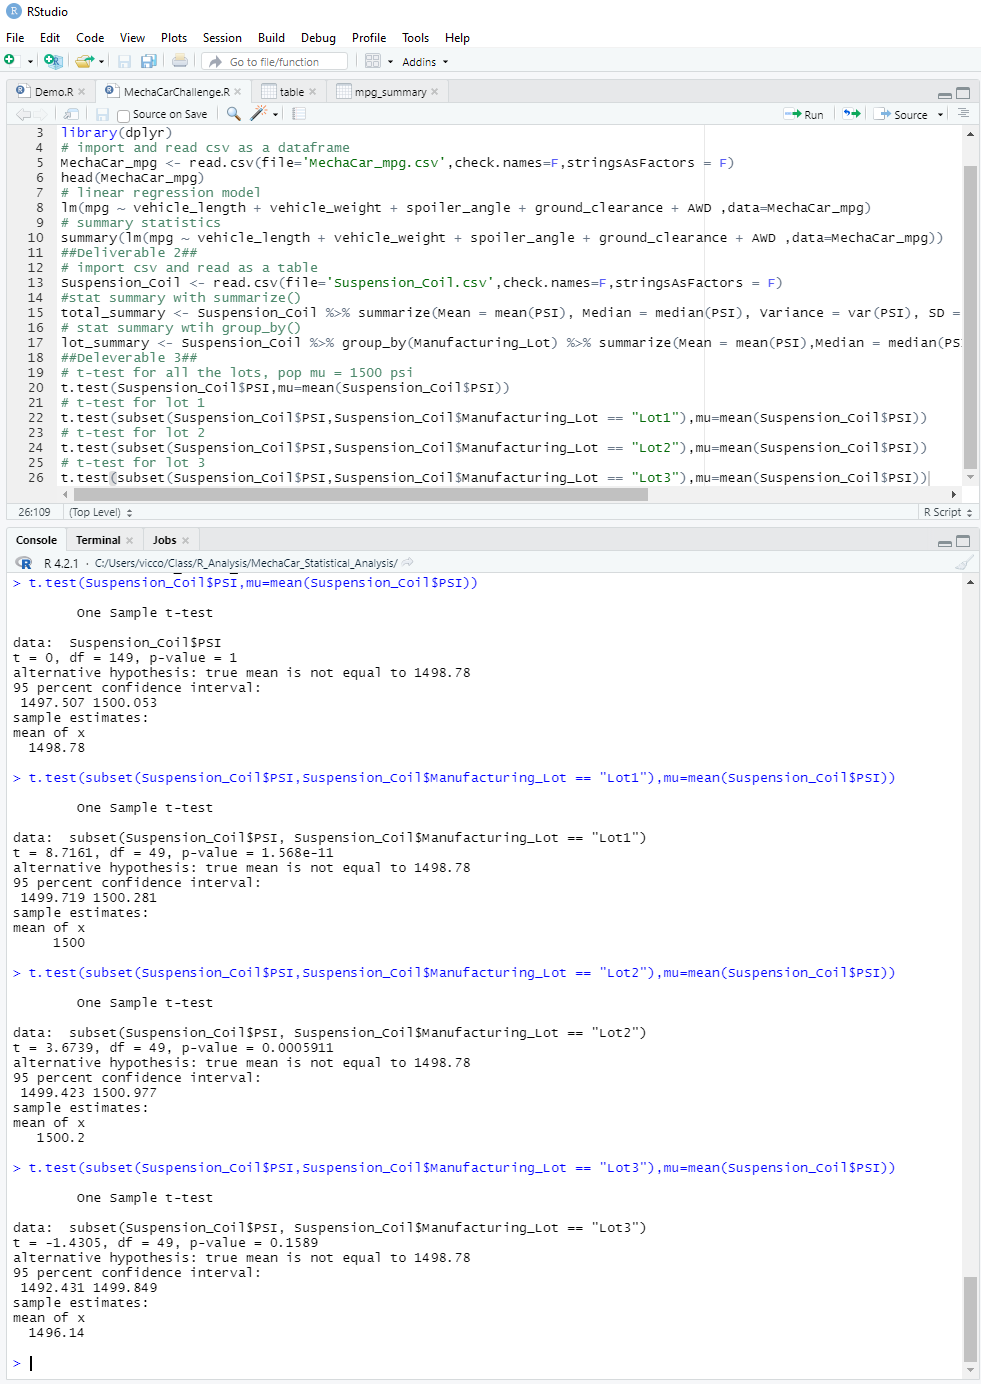 RStudio
File Edit Code View Plots Session Build Debug Profile Tools Help
Go to file/function Addins
Demo.R MechaCarChallenge.R table mpg_summary
Source on Save Run Source
3 library(dplyr)
4 # import and read csv as a dataframe
5 MechaCar_mpg <- read.csv(file='MechaCar_mpg.csv',check.names=F,stringsAsFactors = F)
6 head(MechaCar_mpg)
7 # linear regression model
8 lm(mpg ~ vehicle_length + vehicle_weight + spoiler_angle + ground_clearance + AWD ,data=MechaCar_mpg)
9 # summary statistics
10 summary(lm(mpg ~ vehicle_length + vehicle_weight + spoiler_angle + ground_clearance + AWD ,data=MechaCar_mpg))
11 ##Deliverable 2##
12 # import csv and read as a table
13 Suspension_Coil <- read.csv(file='Suspension_Coil.csv',check.names=F,stringsAsFactors = F)
14 #stat summary with summarize()
15 total_summary <- Suspension_Coil %>% summarize(Mean = mean(PSI), Median = median(PSI), Variance = var(PSI), SD =
16 # stat summary wtih group_by()
17 lot_summary <- Suspension_Coil %>% group_by(Manufacturing_Lot) %>% summarize(Mean = mean(PSI),Median = median(PS
18 ##Deleverable 3##
19 # t-test for all the lots, pop mu = 1500 psi
20 t.test(Suspension_Coil$PSI,mu=mean(Suspension_Coil$PSI))
21 # t-test for lot 1
22 t.test(subset(Suspension_Coil$PSI,Suspension_Coil$Manufacturing_Lot == "Lot1"),mu=mean(Suspension_Coil$PSI))
23 # t-test for lot 2
24 t.test(subset(Suspension_Coil$PSI,Suspension_Coil$Manufacturing_Lot == "Lot2"),mu=mean(Suspension_Coil$PSI))
25 # t-test for lot 3
26 t.test(subset(Suspension_Coil$PSI,Suspension_Coil$Manufacturing_Lot == "Lot3"),mu=mean(Suspension_Coil$PSI))
26:109 (Top Level) R Script
Console Terminal Jobs
R 4.2.1 · C:/Users/vicco/Class/R_Analysis/MechaCar_Statistical_Analysis/
> t.test(Suspension_Coil$PSI,mu=mean(Suspension_Coil$PSI))
One Sample t-test
data: Suspension_Coil$PSI
t = 0, df = 149, p-value = 1
alternative hypothesis: true mean is not equal to 1498.78
95 percent confidence interval:
1497.507 1500.053
sample estimates:
mean of x
1498.78
> t.test(subset(Suspension_Coil$PSI,Suspension_Coil$Manufacturing_Lot == "Lot1"),mu=mean(Suspension_Coil$PSI))
One Sample t-test
data: subset(Suspension_Coil$PSI, Suspension_Coil$Manufacturing_Lot == "Lot1")
t = 8.7161, df = 49, p-value = 1.568e-11
alternative hypothesis: true mean is not equal to 1498.78
95 percent confidence interval:
1499.719 1500.281
sample estimates:
mean of x
1500
> t.test(subset(Suspension_Coil$PSI,Suspension_Coil$Manufacturing_Lot == "Lot2"),mu=mean(Suspension_Coil$PSI))
One Sample t-test
data: subset(Suspension_Coil$PSI, Suspension_Coil$Manufacturing_Lot == "Lot2")
t = 3.6739, df = 49, p-value = 0.0005911
alternative hypothesis: true mean is not equal to 1498.78
95 percent confidence interval:
1499.423 1500.977
sample estimates:
mean of x
1500.2
> t.test(subset(Suspension_Coil$PSI,Suspension_Coil$Manufacturing_Lot == "Lot3"),mu=mean(Suspension_Coil$PSI))
One Sample t-test
data: subset(Suspension_Coil$PSI, Suspension_Coil$Manufacturing_Lot == "Lot3")
t = -1.4305, df = 49, p-value = 0.1589
alternative hypothesis: true mean is not equal to 1498.78
95 percent confidence interval:
1492.431 1499.849
sample estimates:
mean of x
1496.14
>